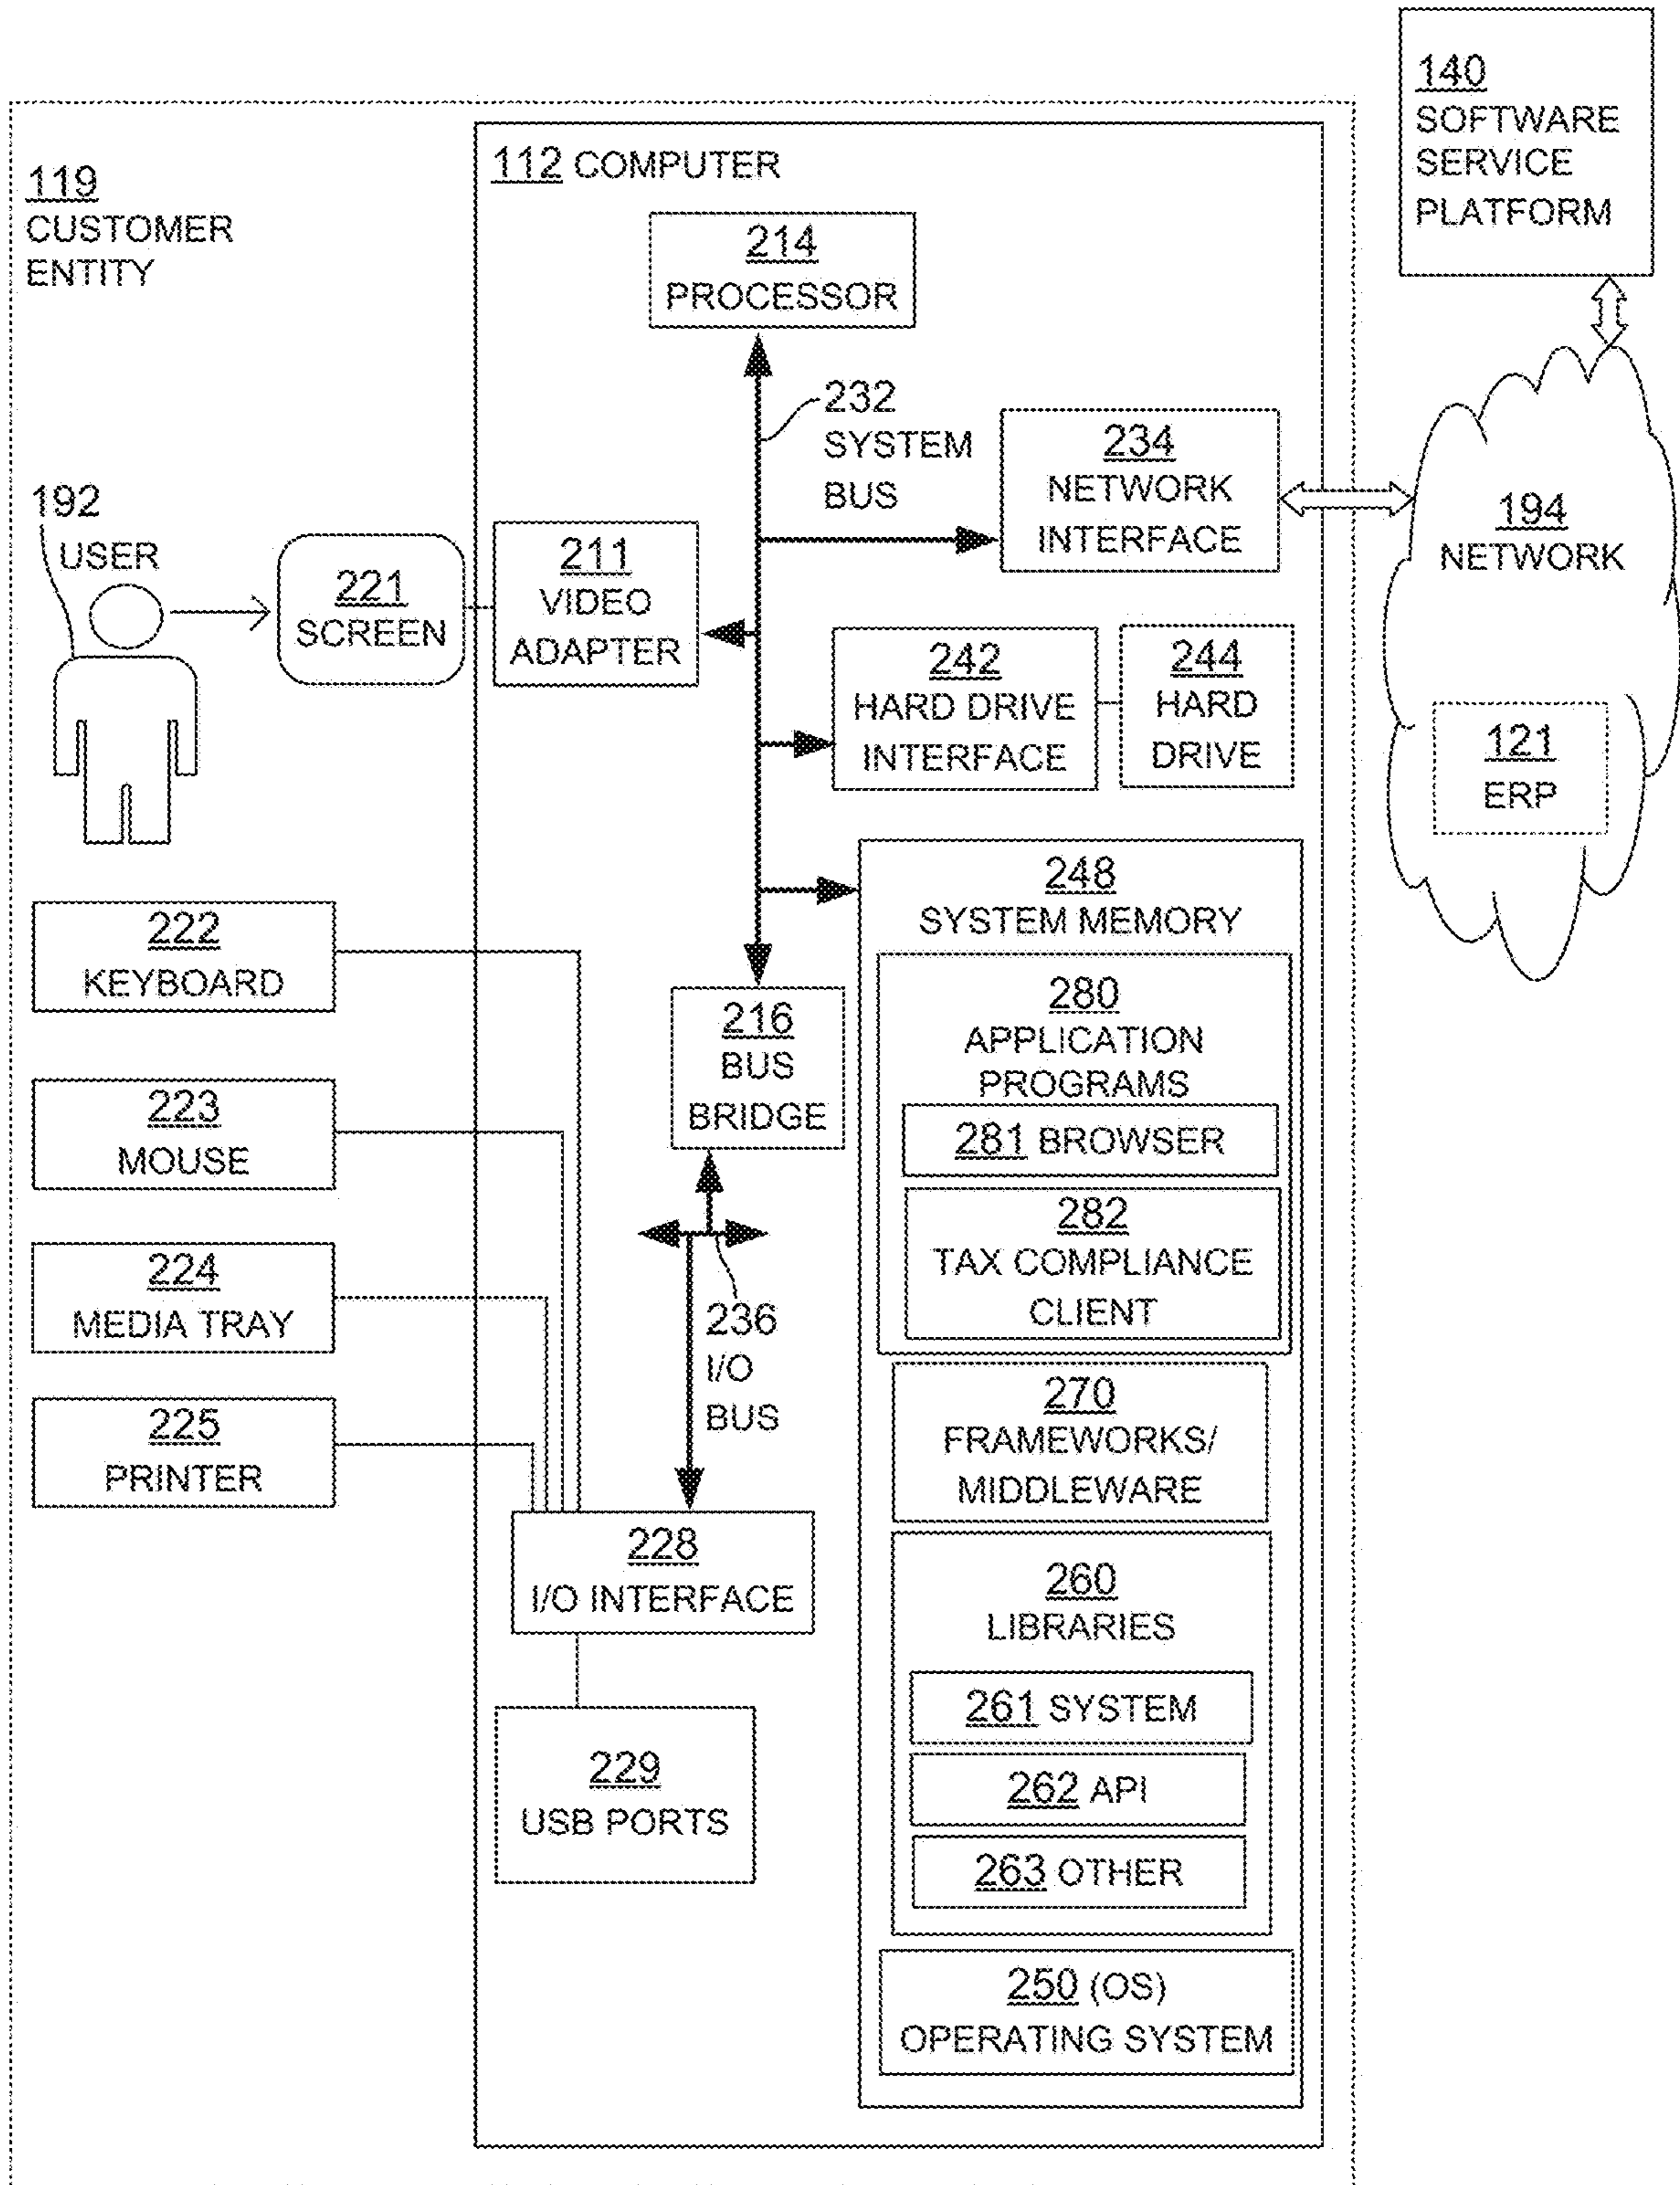 140
SOFTWARE
SERVICE
PLATFORM
119
CUSTOMER
ENTITY
112 COMPUTER
214
PROCESSOR
232
SYSTEM
BUS
234
NETWORK
INTERFACE
194
NETWORK
192
USER
221
SCREEN
211
VIDEO
ADAPTER
242
HARD DRIVE
INTERFACE
244
HARD
DRIVE
121
ERP
248
SYSTEM MEMORY
222
KEYBOARD
216
BUS
BRIDGE
280
APPLICATION
PROGRAMS
281 BROWSER
223
MOUSE
282
TAX COMPLIANCE
CLIENT
224
MEDIA TRAY
236
I/O
BUS
270
FRAMEWORKS/
MIDDLEWARE
225
PRINTER
228
I/O INTERFACE
260
LIBRARIES
261 SYSTEM
262 API
263 OTHER
229
USB PORTS
250 (OS)
OPERATING SYSTEM